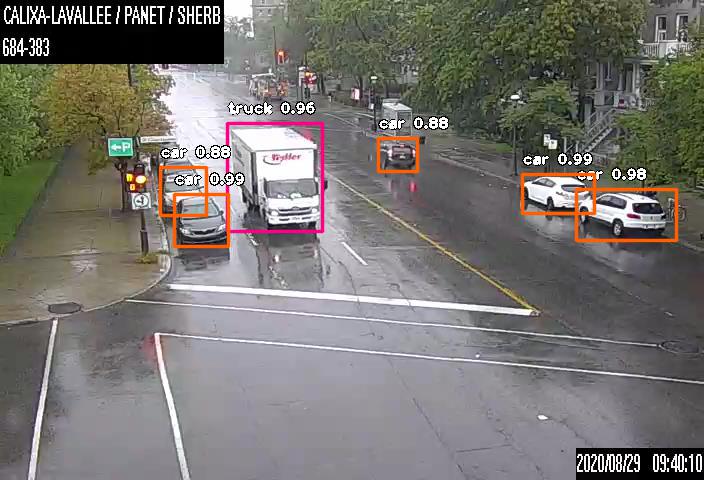 CALIXA-LAVALLEE / PANET / SHERB
684-383
truck 0.96
car 0.88
car 0.88
car 0.99
car 0.99
car 0.98
P
2020/08/29 09:40:10